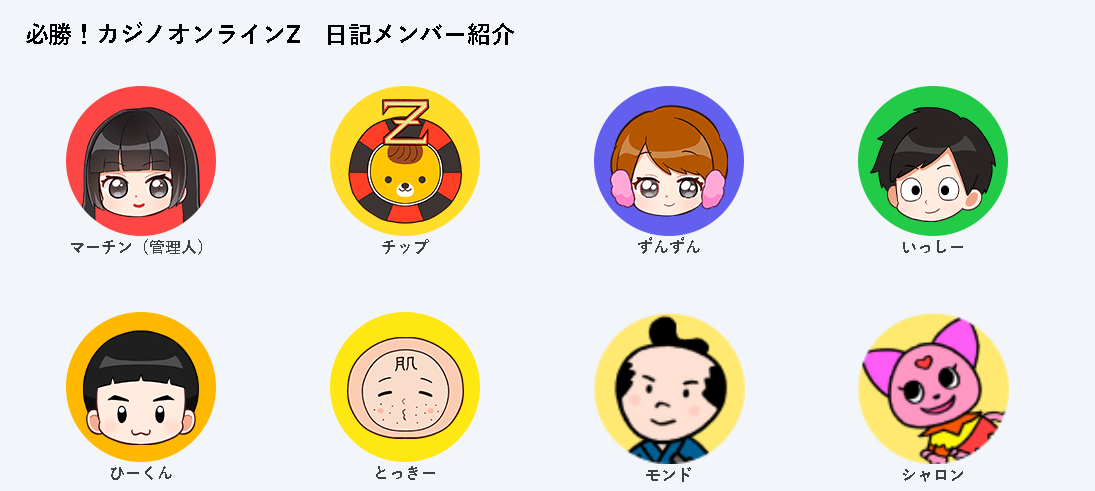 必勝！カジノオンラインZ　日記メンバー紹介
Z
マーチン（管理人）
チップ
ずんずん
いっしー
肌
ひーくん
とっきー
モンド
シャロン